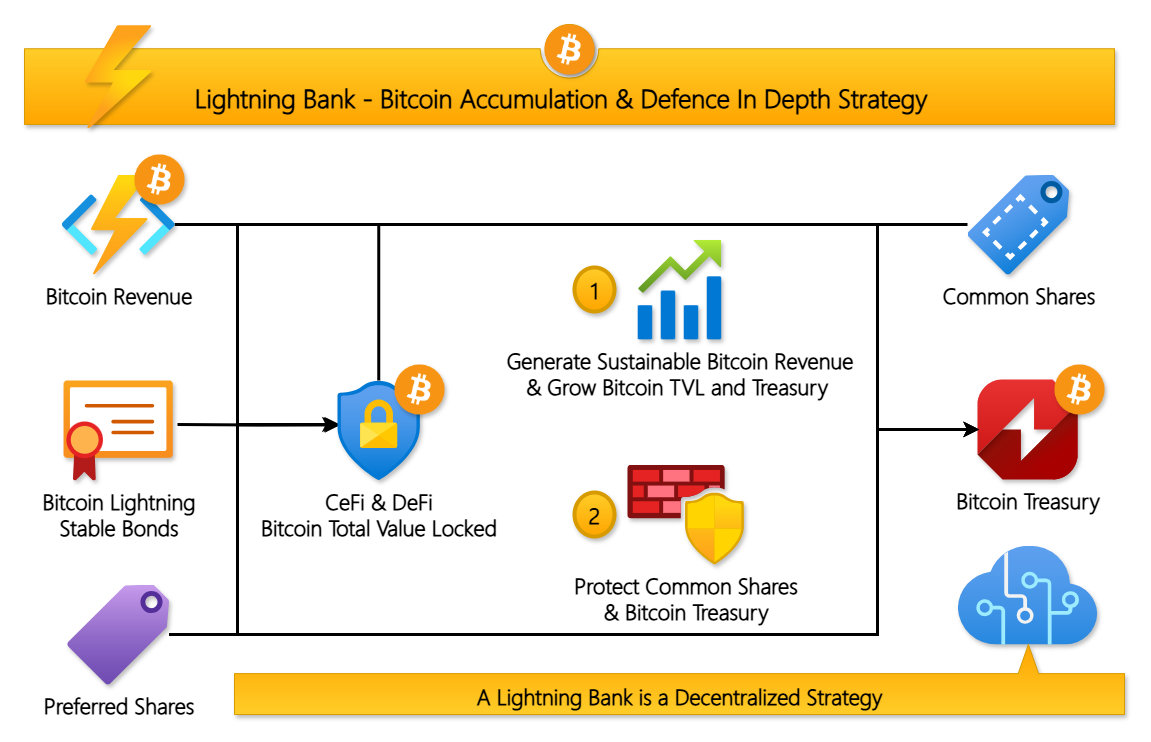 Lightning Bank - Bitcoin Accumulation & Defence In Depth Strategy
Bitcoin Revenue
Common Shares
1
Generate Sustainable Bitcoin Revenue
& Grow Bitcoin TVL and Treasury
Bitcoin Lightning
Stable Bonds
CeFi & DeFi
Bitcoin Total Value Locked
Bitcoin Treasury
2
Protect Common Shares
& Bitcoin Treasury
Preferred Shares
A Lightning Bank is a Decentralized Strategy